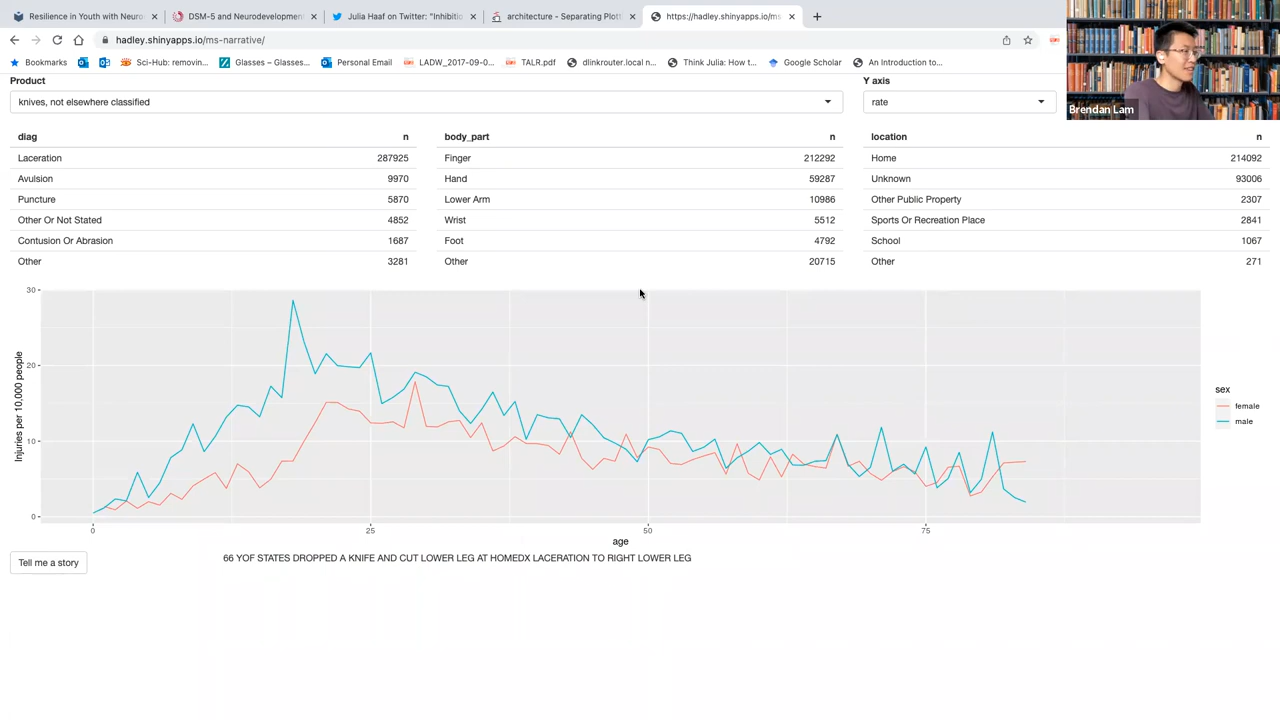 Resilience in Youth with Neuro
DSM-5 and Neurodevelopmen
Julia Haaf on Twitter: "Inhibitio
architecture - Separating Plott
https://hadley.shinyapps.io/ms
hadley.shinyapps.io/ms-narrative/
Bookmarks
Sci-Hub: removin...
Glasses – Glasses...
Personal Email
LADW_2017-09-0...
TALR.pdf
dlinkrouter.local n...
Think Julia: How t...
Google Scholar
An Introduction to...
Brendan Lam
Product
Y axis
knives, not elsewhere classified
rate
diag n body_part n location n
Laceration 287925 Finger 212292 Home 214092
Avulsion 9970 Hand 59287 Unknown 93006
Puncture 5870 Lower Arm 10986 Other Public Property 2307
Other Or Not Stated 4852 Wrist 5512 Sports Or Recreation Place 2841
Contusion Or Abrasion 1687 Foot 4792 School 1067
Other 3281 Other 20715 Other 271
30
20
10
0
Injuries per 10,000 people
0 25 50 75
age
sex
female
male
Tell me a story
66 YOF STATES DROPPED A KNIFE AND CUT LOWER LEG AT HOMEDX LACERATION TO RIGHT LOWER LEG